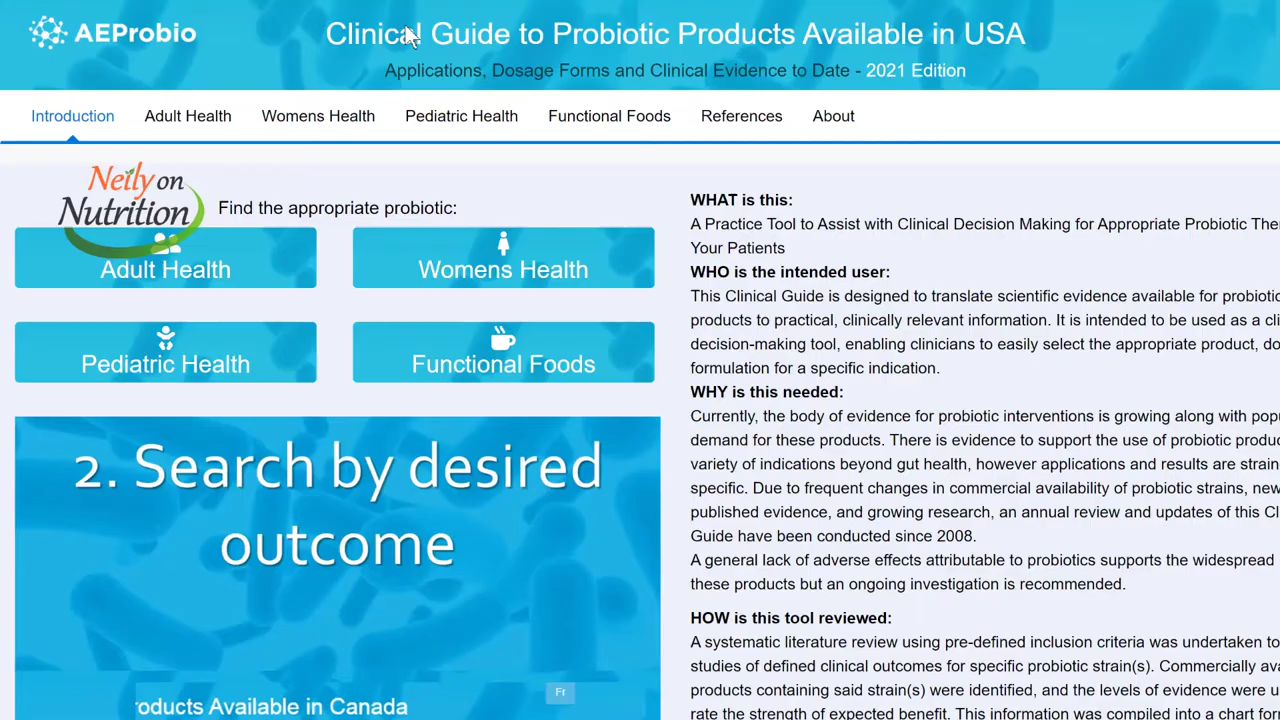 AEProbio
Clinical Guide to Probiotic Products Available in USA
Applications, Dosage Forms and Clinical Evidence to Date - 2021 Edition
Introduction Adult Health Womens Health Pediatric Health Functional Foods References About
Neily on
Nutrition
Find the appropriate probiotic:
Adult Health
Womens Health
Pediatric Health
Functional Foods
2. Search by desired
outcome
oducts Available in Canada
Fr
WHAT is this:
A Practice Tool to Assist with Clinical Decision Making for Appropriate Probiotic The
Your Patients
WHO is the intended user:
This Clinical Guide is designed to translate scientific evidence available for probiotic
products to practical, clinically relevant information. It is intended to be used as a cli
decision-making tool, enabling clinicians to easily select the appropriate product, do
formulation for a specific indication.
WHY is this needed:
Currently, the body of evidence for probiotic interventions is growing along with popu
demand for these products. There is evidence to support the use of probiotic produc
variety of indications beyond gut health, however applications and results are strain
specific. Due to frequent changes in commercial availability of probiotic strains, new
published evidence, and growing research, an annual review and updates of this Cl
Guide have been conducted since 2008.
A general lack of adverse effects attributable to probiotics supports the widespread
these products but an ongoing investigation is recommended.
HOW is this tool reviewed:
A systematic literature review using pre-defined inclusion criteria was undertaken to
studies of defined clinical outcomes for specific probiotic strain(s). Commercially ava
products containing said strain(s) were identified, and the levels of evidence were u
rate the strength of expected benefit. This information was compiled into a chart for